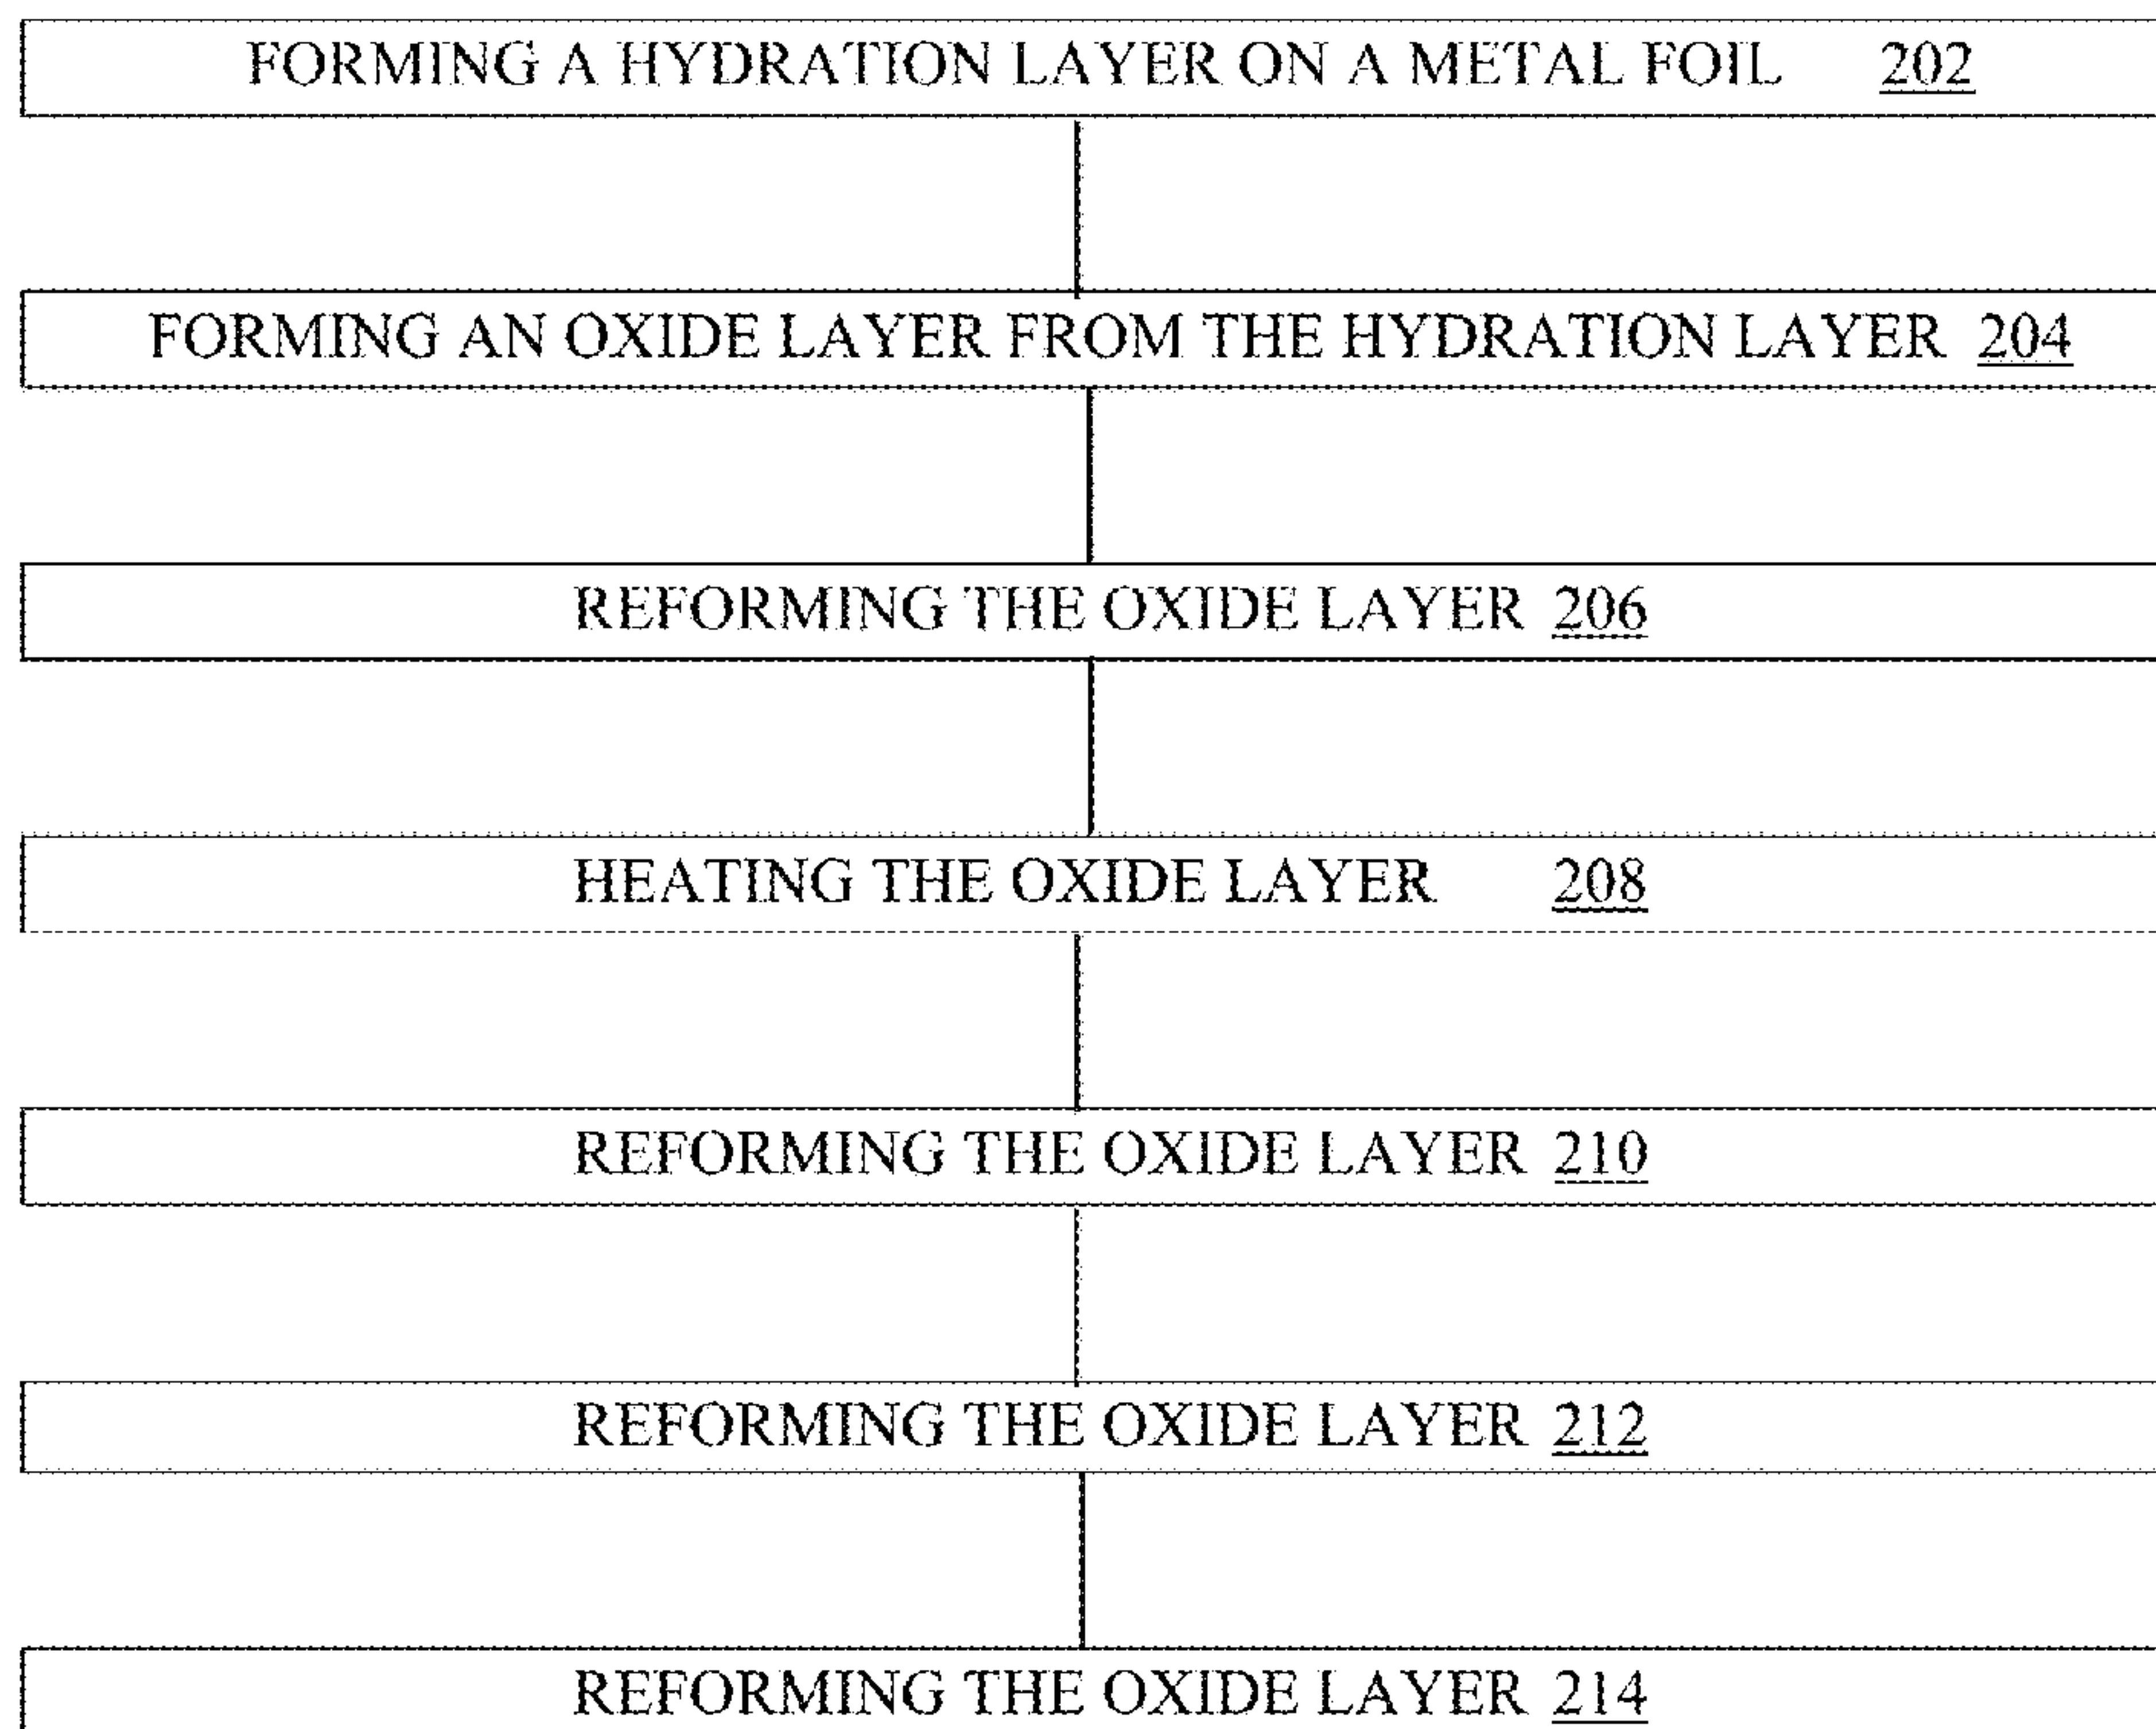 FORMING A HYDRATION LAYER ON A METAL FOIL 202
FORMING AN OXIDE LAYER FROM THE HYDRATION LAYER 204
REFORMING THE OXIDE LAYER 206
HEATING THE OXIDE LAYER 208
REFORMING THE OXIDE LAYER 210
REFORMING THE OXIDE LAYER 212
REFORMING THE OXIDE LAYER 214